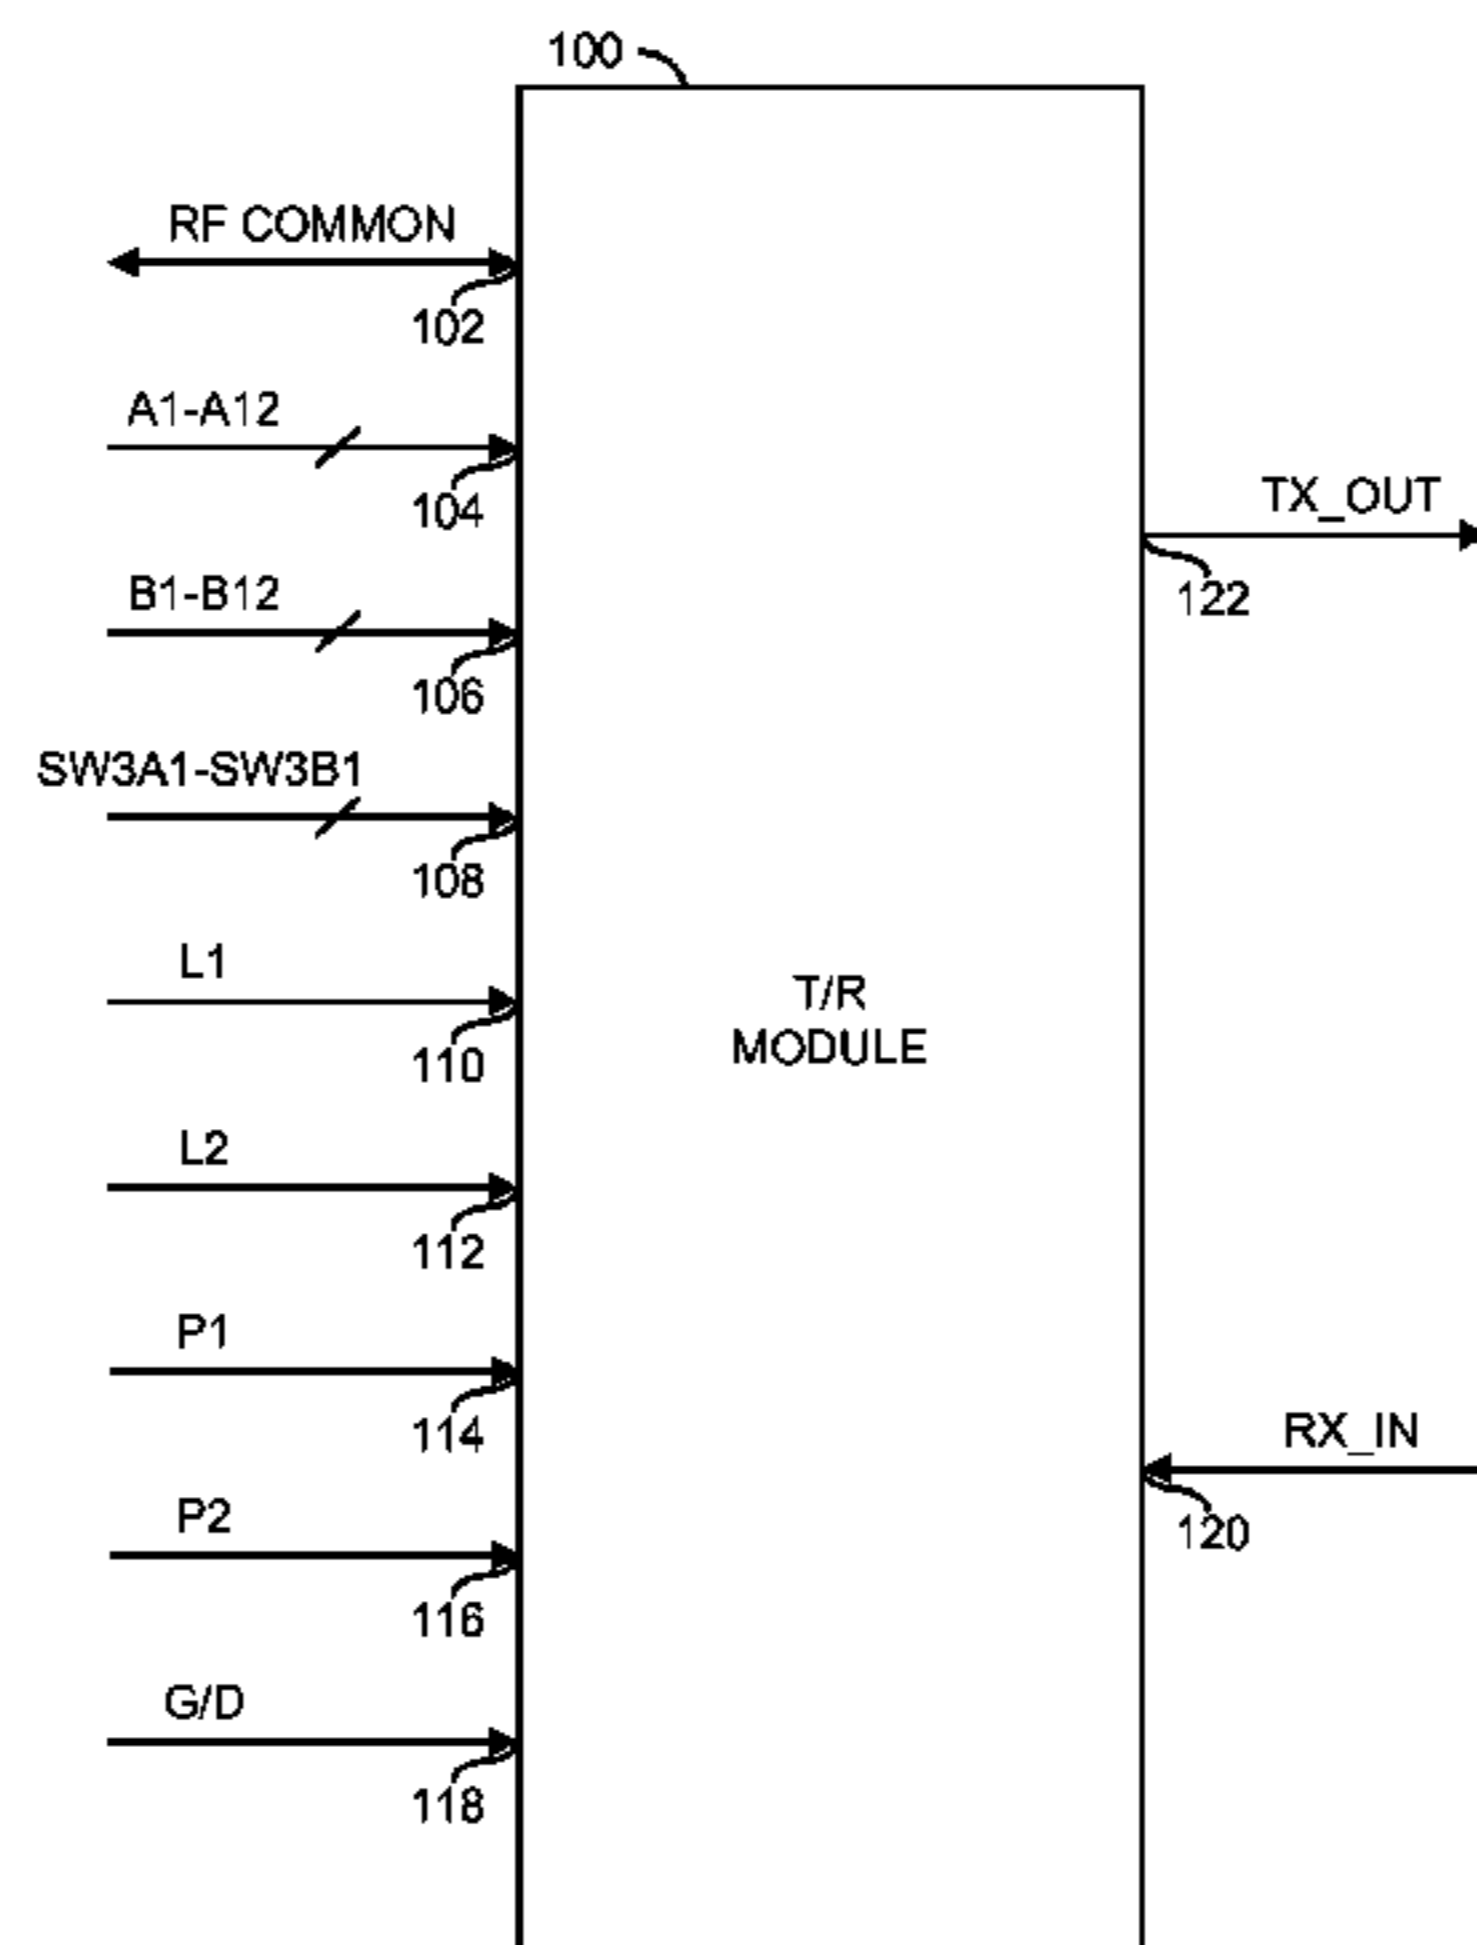 100
RF COMMON
102
A1-A12
104
TX_OUT
122
B1-B12
106
SW3A1-SW3B1
108
L1
110
T/R
MODULE
L2
112
P1
114
RX_IN
120
P2
116
G/D
118